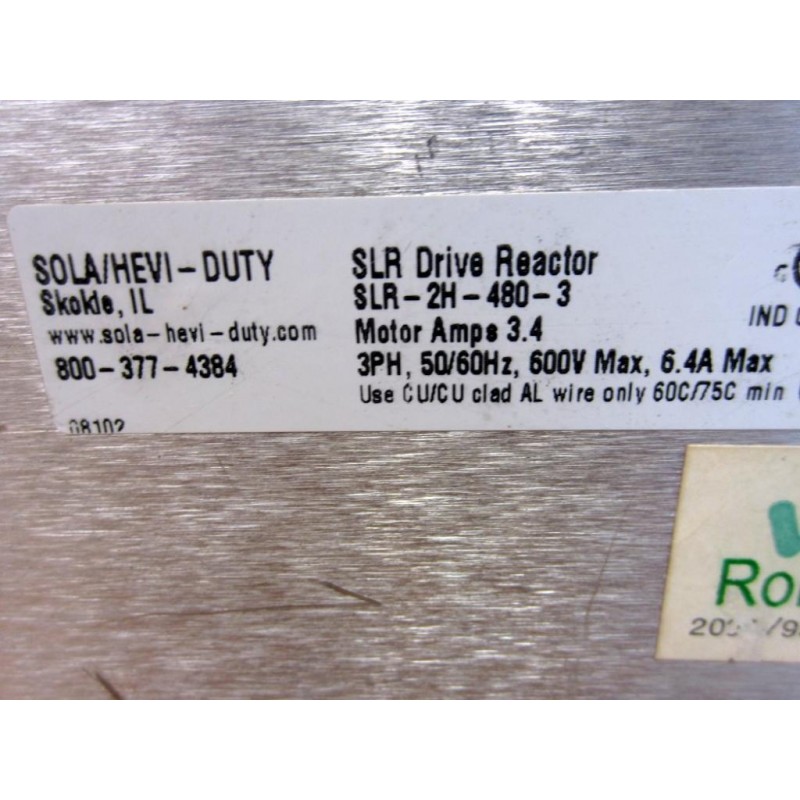 SOLA/HEVI-DUTY
Skokie, IL
www.sola-hevi-duty.com
800-377-4384
08102
SLR Drive Reactor
SLR-2H-480-3
Motor Amps 3.4
3PH, 50/60Hz, 600V Max, 6.4A Max
Use CU/CU clad AL wire only 60C/75C min
IND